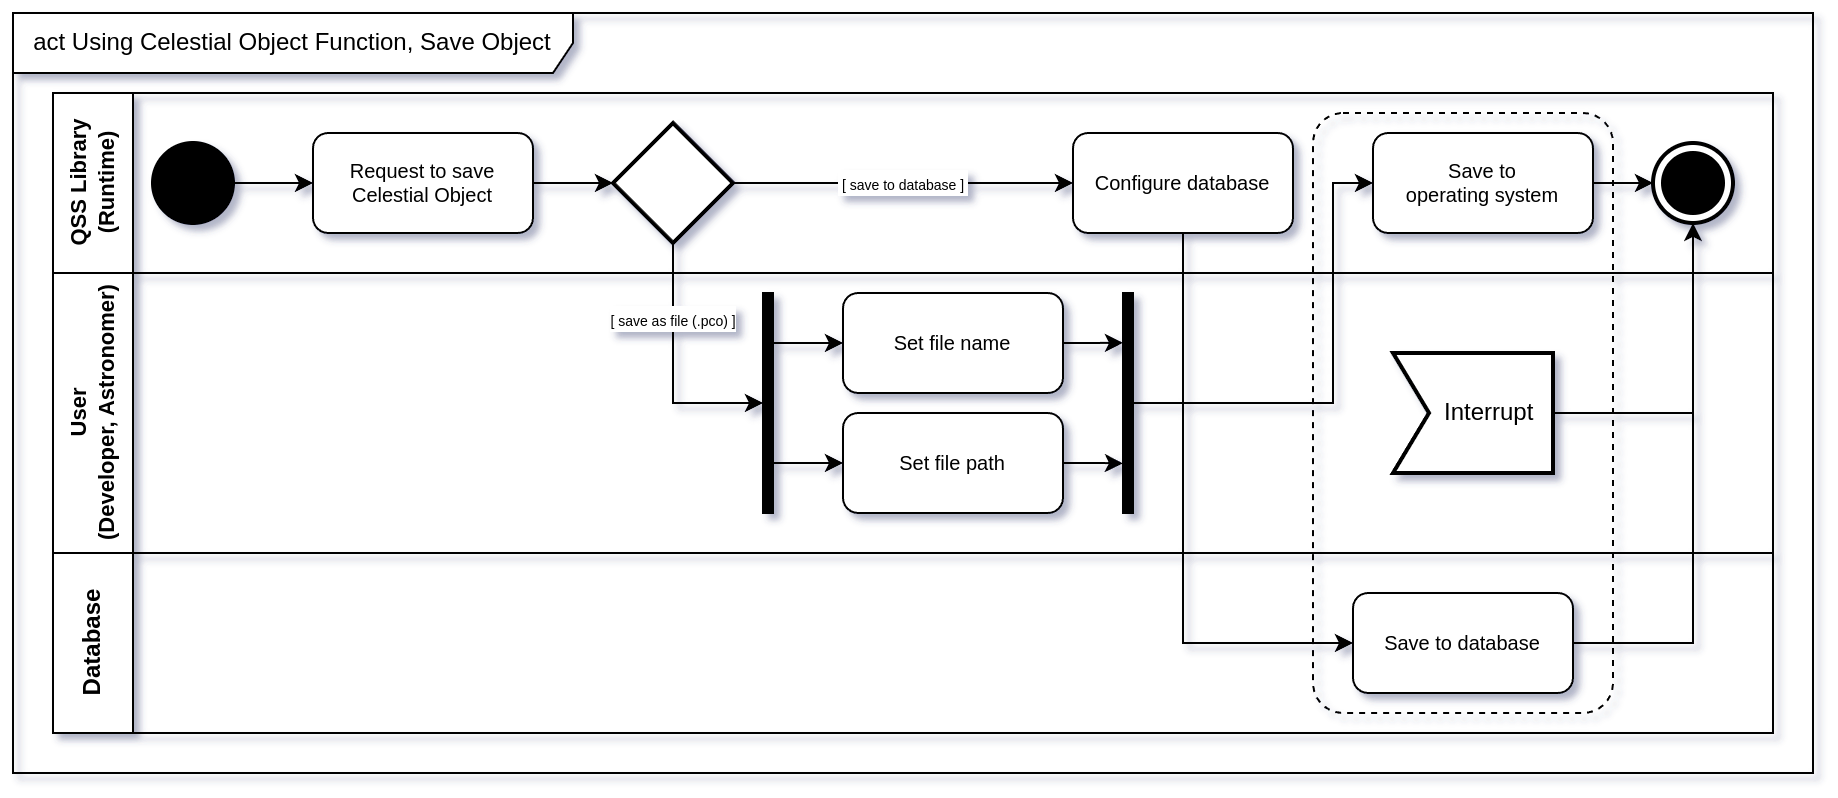 act Using Celestial Object Function, Save Object
QSS Library
(Runtime)
Request to save
Celestial Object
[ save to database ]
Configure database
Save to
operating system
User
(Developer, Astronomer)
[ save as file (.pco) ]
Set file name
Set file path
Interrupt
Database
Save to database